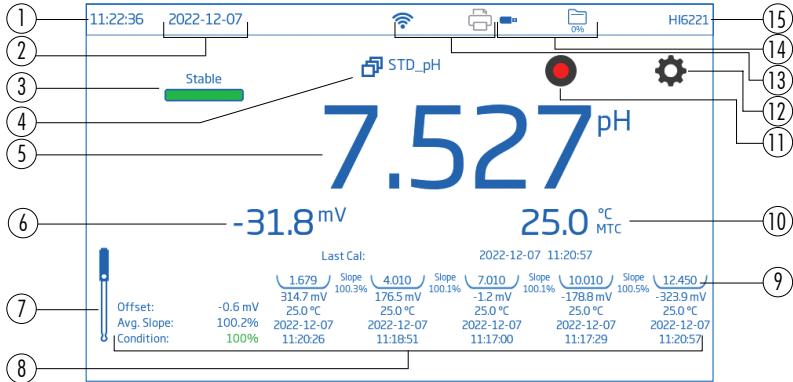 1 11:22:36 2022-12-07 0% HI6221 15
2 14
3 Stable STD_pH 13
4 12
11
5 7.527 pH
6 -31.8 mV 25.0 °C MTC 10
Last Cal: 2022-12-07 11:20:57
1.679 Slope 100.3% 4.010 Slope 100.1% 7.010 Slope 100.1% 10.010 Slope 100.5% 12.450 9
314.7 mV 176.5 mV -1.2 mV -178.8 mV -323.9 mV
7 Offset: -0.6 mV 25.0 °C 25.0 °C 25.0 °C 25.0 °C 25.0 °C
Avg. Slope: 100.2% 2022-12-07 2022-12-07 2022-12-07 2022-12-07 2022-12-07
Condition: 100% 11:20:26 11:18:51 11:17:00 11:17:29 11:20:57
8